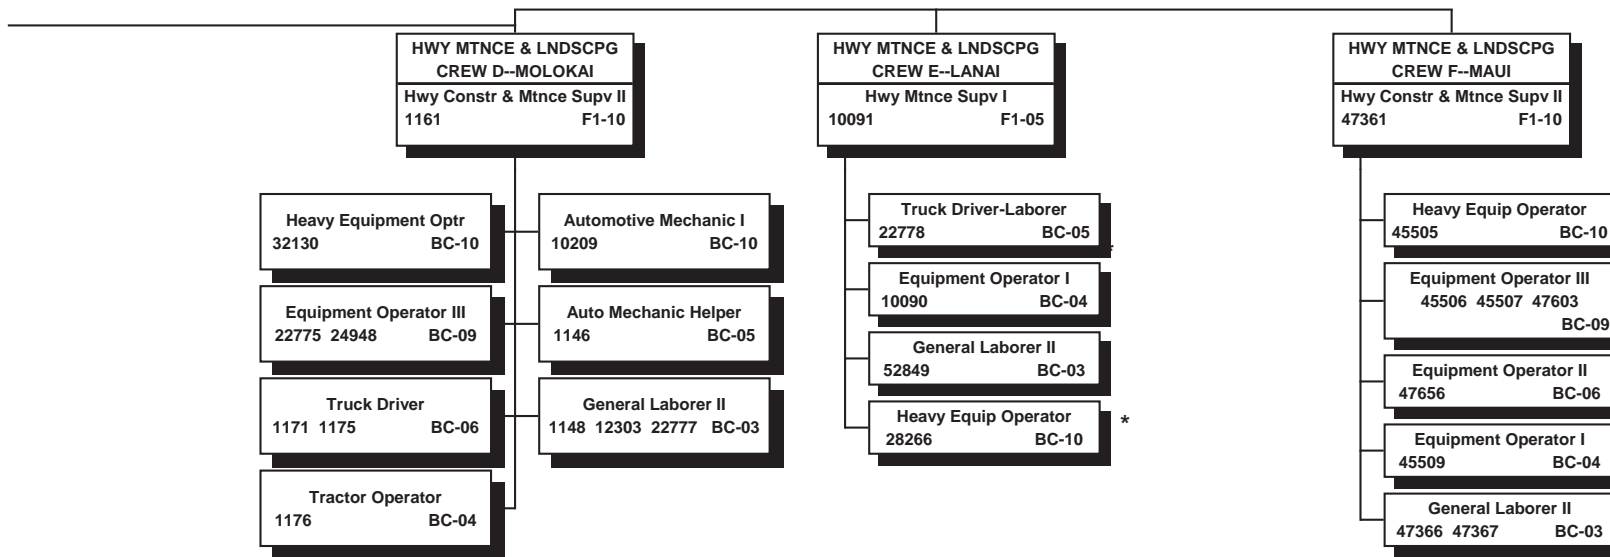 HWY MTNCE & LNDSCPG
CREW D--MOLOKAI
Hwy Constr & Mtnce Supv II
1161 F1-10
Heavy Equipment Optr
32130 BC-10
Automotive Mechanic I
10209 BC-10
Equipment Operator III
22775 24948 BC-09
Auto Mechanic Helper
1146 BC-05
Truck Driver
1171 1175 BC-06
General Laborer II
1148 12303 22777 BC-03
Tractor Operator
1176 BC-04
HWY MTNCE & LNDSCPG
CREW E--LANAI
Hwy Mtnce Supv I
10091 F1-05
Truck Driver-Laborer
22778 BC-05
*
Equipment Operator I
10090 BC-04
General Laborer II
52849 BC-03
Heavy Equip Operator
28266 BC-10
*
HWY MTNCE & LNDSCPG
CREW F--MAUI
Hwy Constr & Mtnce Supv II
47361 F1-10
Heavy Equip Operator
45505 BC-10
Equipment Operator III
45506 45507 47603
BC-09
Equipment Operator II
47656 BC-06
Equipment Operator I
45509 BC-04
General Laborer II
47366 47367 BC-03